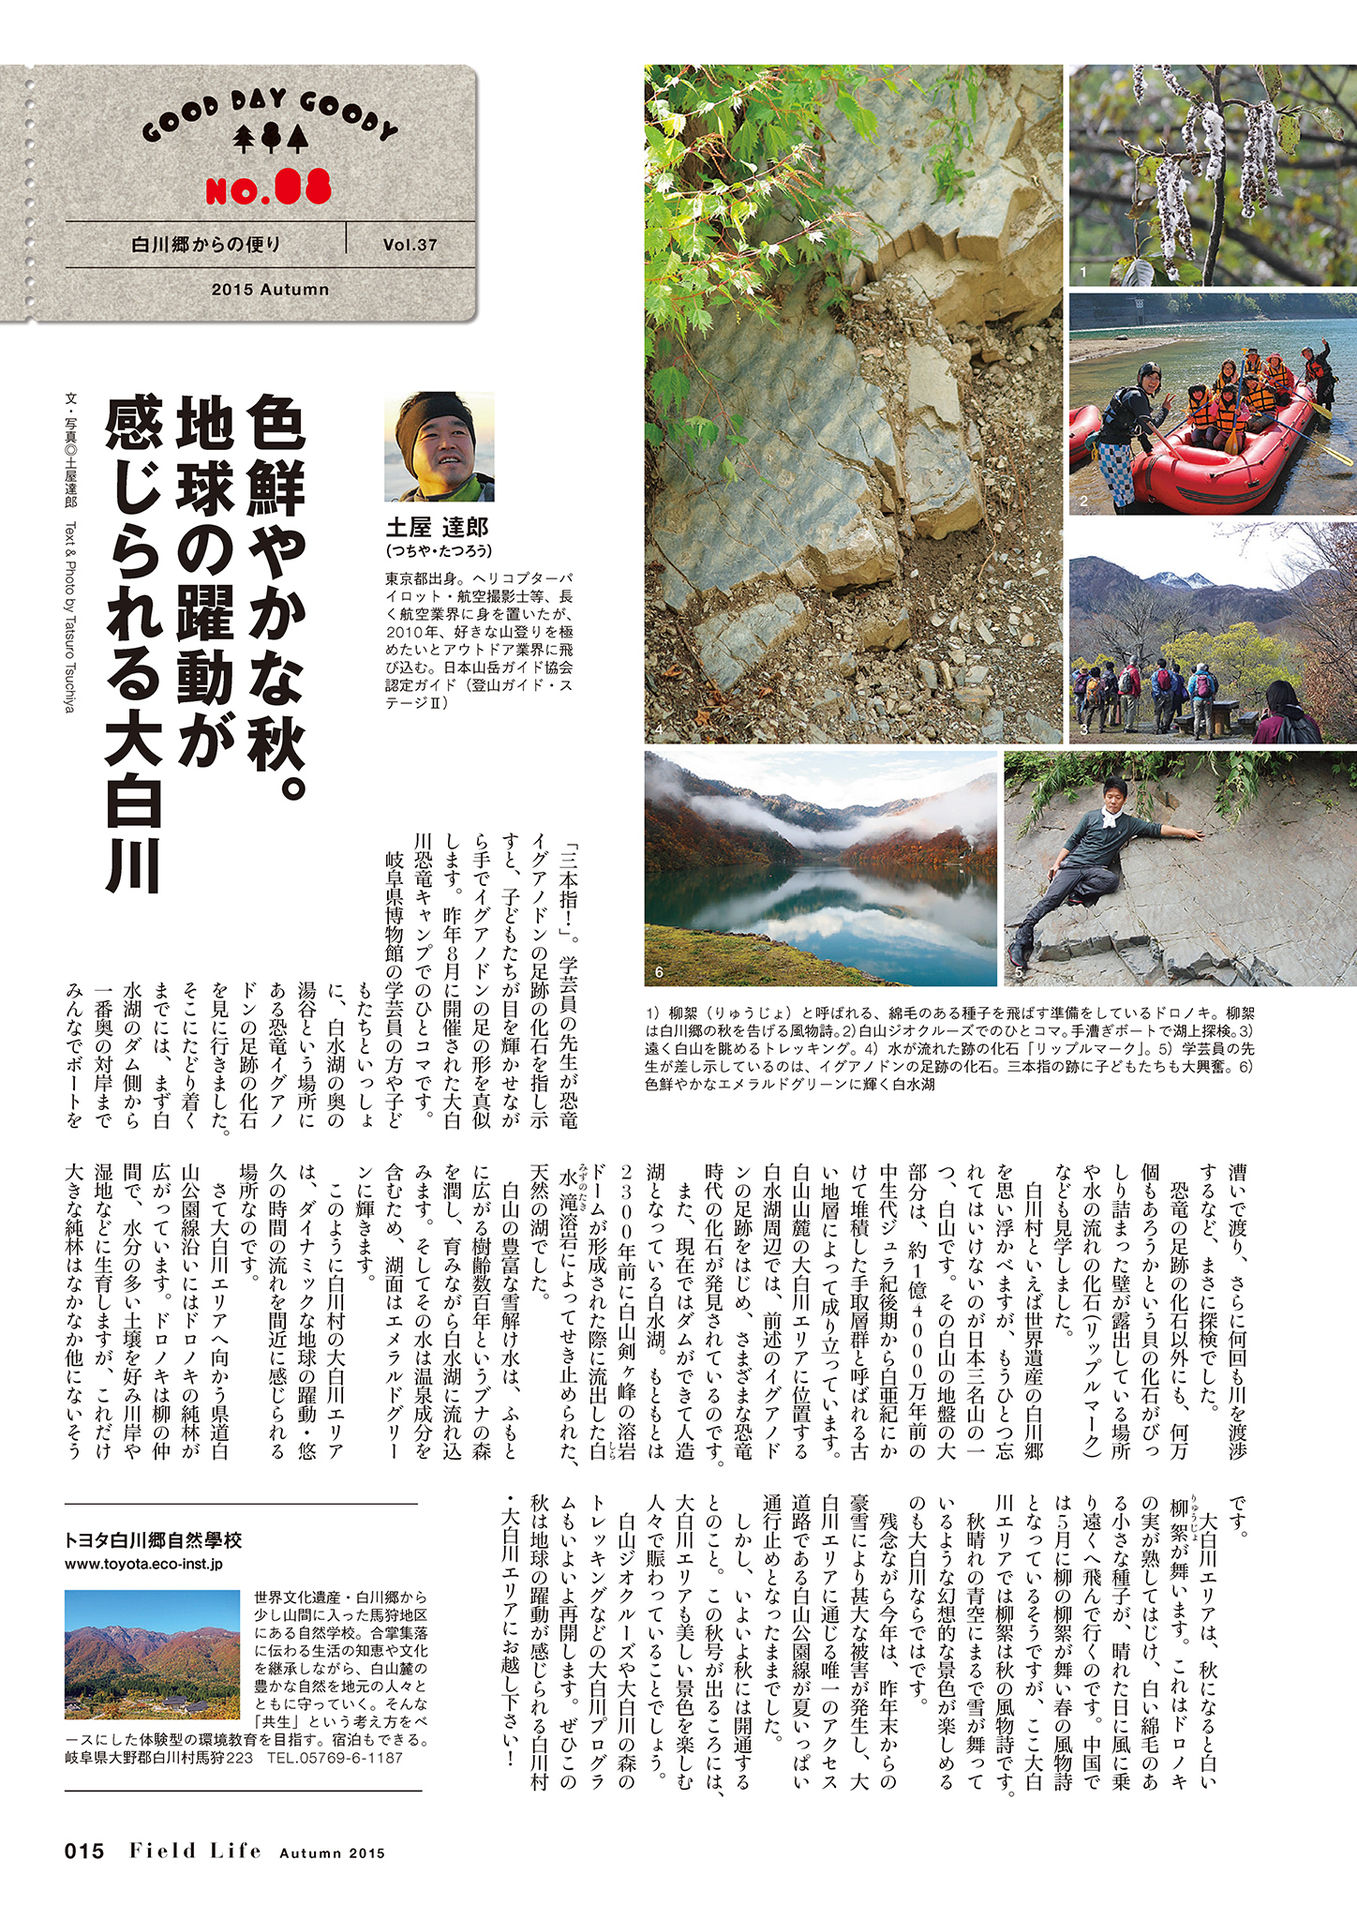 GOOD DAY GOODY
No.08
白川郷からの便り
Vol.37
2015 Autumn
色鮮やかな秋。
地球の躍動が
感じられる大白川
文・写真◎土屋達郎 Text & Photo by Tatsuro Tsuchiya
土屋 達郎
(つちや・たつろう)
東京都出身。ヘリコプターパ
イロット・航空撮影士等、長
く航空業界に身を置いたが、
2010年、好きな山登りを極
めたいとアウトドア業界に飛
び込む。日本山岳ガイド協会
認定ガイド（登山ガイド・ス
テージⅡ）
1
2
3
4
5
6
1）柳絮（りゅうじょ）と呼ばれる、綿毛のある種子を飛ばす準備をしているドロノキ。柳絮
は白川郷の秋を告げる風物詩。2）白山ジオクルーズでのひとコマ。手漕ぎボートで湖上探検。3）
遠く白山を眺めるトレッキング。4）水が流れた跡の化石「リップルマーク」。5）学芸員の先
生が差し示しているのは、イグアノドンの足跡の化石。三本指の跡に子どもたちも大興奮。6）
色鮮やかなエメラルドグリーンに輝く白水湖
「三本指！」。学芸員の先生が恐竜
イグアノドンの足跡の化石を指し示
すと、子どもたちが目を輝かせなが
ら手でイグアノドンの足の形を真似
します。昨年8月に開催された大白
川恐竜キャンプでのひとコマです。
岐阜県博物館の学芸員の方や子ど
もたちといっしょ
に、白水湖の奥の
湯谷という場所に
ある恐竜イグアノ
ドンの足跡の化石
を見に行きました。
そこにたどり着く
までには、まず白
水湖のダム側から
一番奥の対岸まで
みんなでボートを
漕いで渡り、さらに何回も川を渡渉
するなど、まさに探検でした。
恐竜の足跡の化石以外にも、何万
個もあろうかという貝の化石がびっ
しり詰まった壁が露出している場所
や水の流れの化石(リップルマーク)
なども見学しました。
白川村といえば世界遺産の白川郷
を思い浮かべますが、もうひとつ忘
れてはいけないのが日本三名山の一
つ、白山です。その白山の地盤の大
部分は、約1億4000万年前の
中生代ジュラ紀後期から白亜紀にか
けて堆積した手取層群と呼ばれる古
い地層によって成り立っています。
白山山麓の大白川エリアに位置する
白水湖周辺では、前述のイグアノド
ンの足跡をはじめ、さまざまな恐竜
時代の化石が発見されているのです。
また、現在ではダムができて人造
湖となっている白水湖。もともとは
2300年前に白山剣ヶ峰の溶岩
ドームが形成された際に流出した白しら
水滝みずのたき溶岩によってせき止められた、
天然の湖でした。
白山の豊富な雪解け水は、ふもと
に広がる樹齢数百年というブナの森
を潤し、育みながら白水湖に流れ込
みます。そしてその水は温泉成分を
含むため、湖面はエメラルドグリー
ンに輝きます。
このように白川村の大白川エリア
は、ダイナミックな地球の躍動・悠
久の時間の流れを間近に感じられる
場所なのです。
さて大白川エリアへ向かう県道白
山公園線沿いにはドロノキの純林が
広がっています。ドロノキは柳の仲
間で、水分の多い土壌を好み川岸や
湿地などに生育しますが、これだけ
大きな純林はなかなか他にないそう
です。
大白川エリアは、秋になると白い
柳絮りゅうじょが舞います。これはドロノキ
の実が熟してはじけ、白い綿毛のあ
る小さな種子が、晴れた日に風に乗
り遠くへ飛んで行くのです。中国で
は5月に柳の柳絮が舞い春の風物詩
となっているそうですが、ここ大白
川エリアでは柳絮は秋の風物詩です。
秋晴れの青空にまるで雪が舞って
いるような幻想的な景色が楽しめる
のも大白川ならではです。
残念ながら今年は、昨年末からの
豪雪により甚大な被害が発生し、大
白川エリアに通じる唯一のアクセス
道路である白山公園線が夏いっぱい
通行止めとなったままでした。
しかし、いよいよ秋には開通する
とのこと。この秋号が出るころには、
大白川エリアも美しい景色を楽しむ
人々で賑わっていることでしょう。
白山ジオクルーズや大白川の森の
トレッキングなどの大白川プログラ
ムもいよいよ再開します。ぜひこの
秋は地球の躍動が感じられる白川村
・大白川エリアにお越し下さい！
トヨタ白川郷自然學校
www.toyota.eco-inst.jp
世界文化遺産・白川郷から
少し山間に入った馬狩地区
にある自然学校。合掌集落
に伝わる生活の知恵や文化
を継承しながら、白山麓の
豊かな自然を地元の人々と
ともに守っていく。そんな
「共生」という考え方をベ
ースにした体験型の環境教育を目指す。宿泊もできる。
岐阜県大野郡白川村馬狩223 TEL.05769-6-1187
015 Field Life Autumn 2015